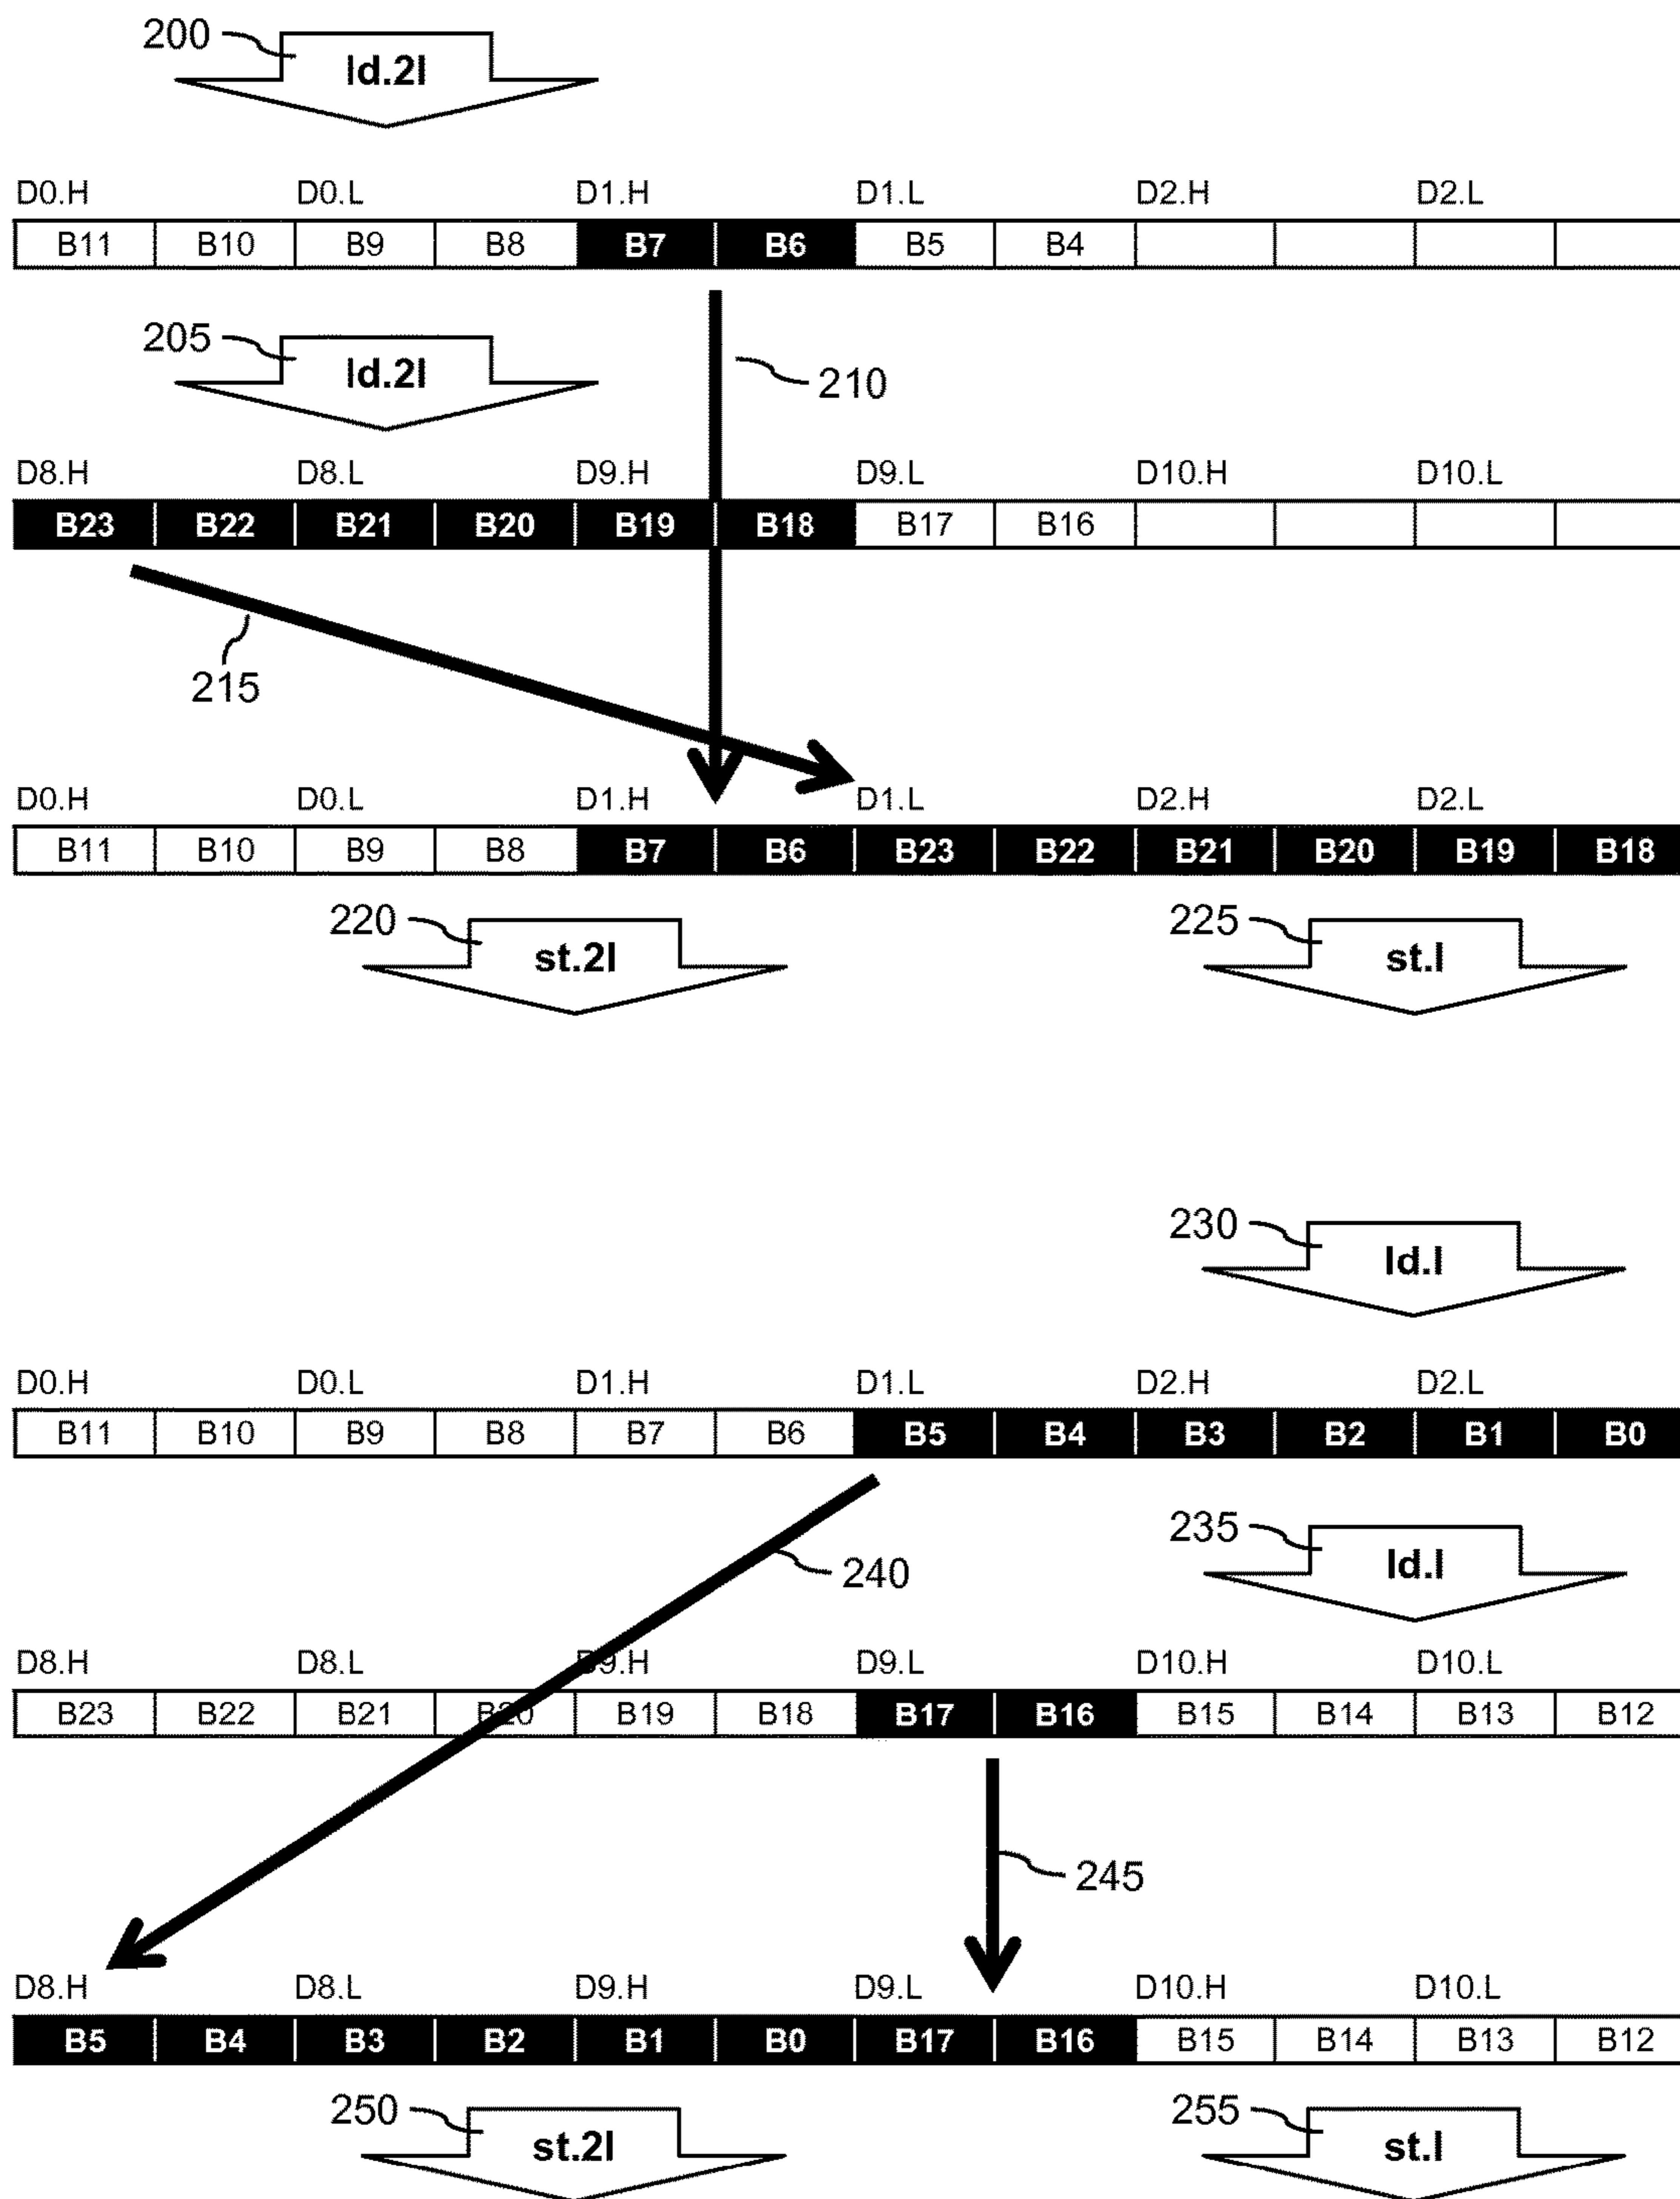 200
ld.2l
D0.H D0.L D1.H D1.L D2.H D2.L
B11 B10 B9 B8 B7 B6 B5 B4
205
ld.2l
210
D8.H D8.L D9.H D9.L D10.H D10.L
B23 B22 B21 B20 B19 B18 B17 B16
215
D0.H D0.L D1.H D1.L D2.H D2.L
B11 B10 B9 B8 B7 B6 B23 B22 B21 B20 B19 B18
220 225
st.2l st.l
230
ld.l
D0.H D0.L D1.H D1.L D2.H D2.L
B11 B10 B9 B8 B7 B6 B5 B4 B3 B2 B1 B0
235
ld.l
240
D8.H D8.L D9.H D9.L D10.H D10.L
B23 B22 B21 B20 B19 B18 B17 B16 B15 B14 B13 B12
245
D8.H D8.L D9.H D9.L D10.H D10.L
B5 B4 B3 B2 B1 B0 B17 B16 B15 B14 B13 B12
250 255
st.2l st.l